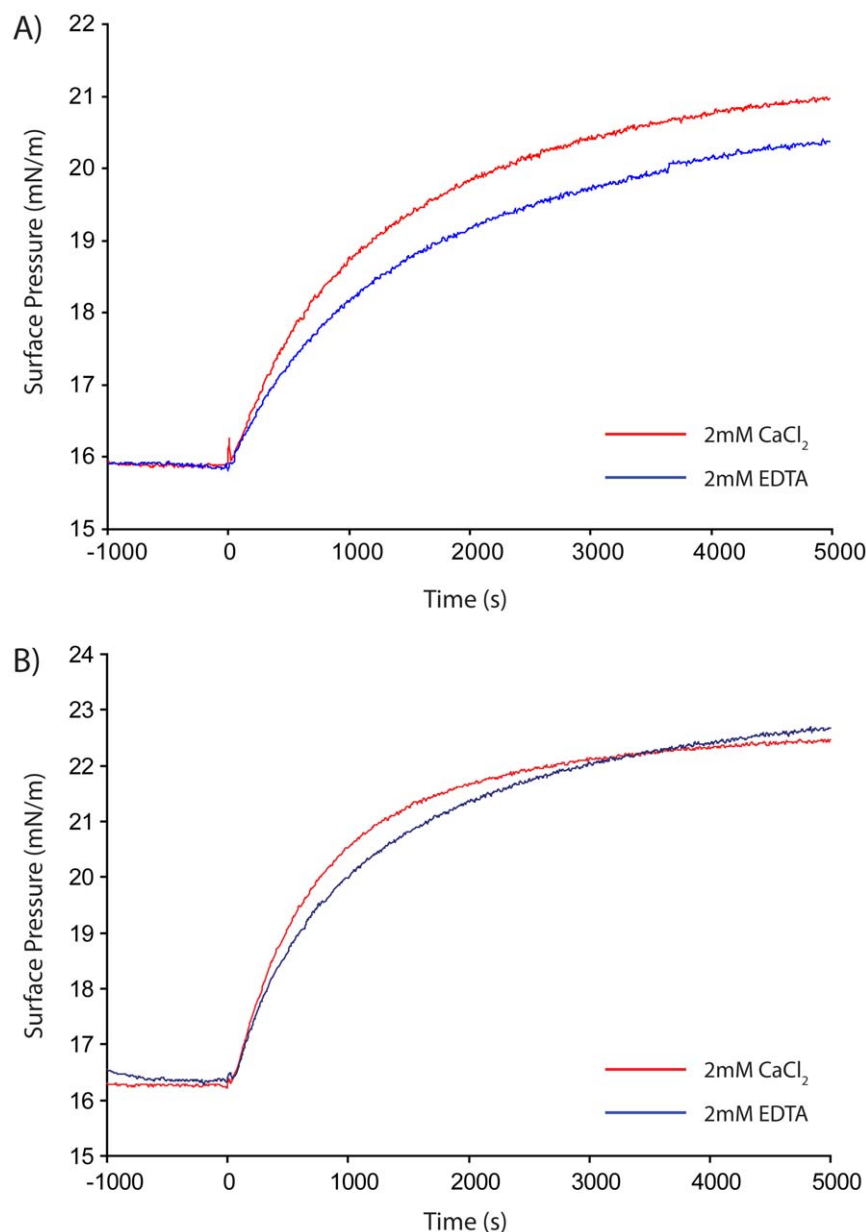 A)
22
21
20
19
18
17
16
15
Surface Pressure (mN/m)
2mM CaCl₂
2mM EDTA
-1000 0 1000 2000 3000 4000 5000
Time (s)
B)
24
23
22
21
20
19
18
17
16
15
Surface Pressure (mN/m)
2mM CaCl₂
2mM EDTA
-1000 0 1000 2000 3000 4000 5000
Time (s)